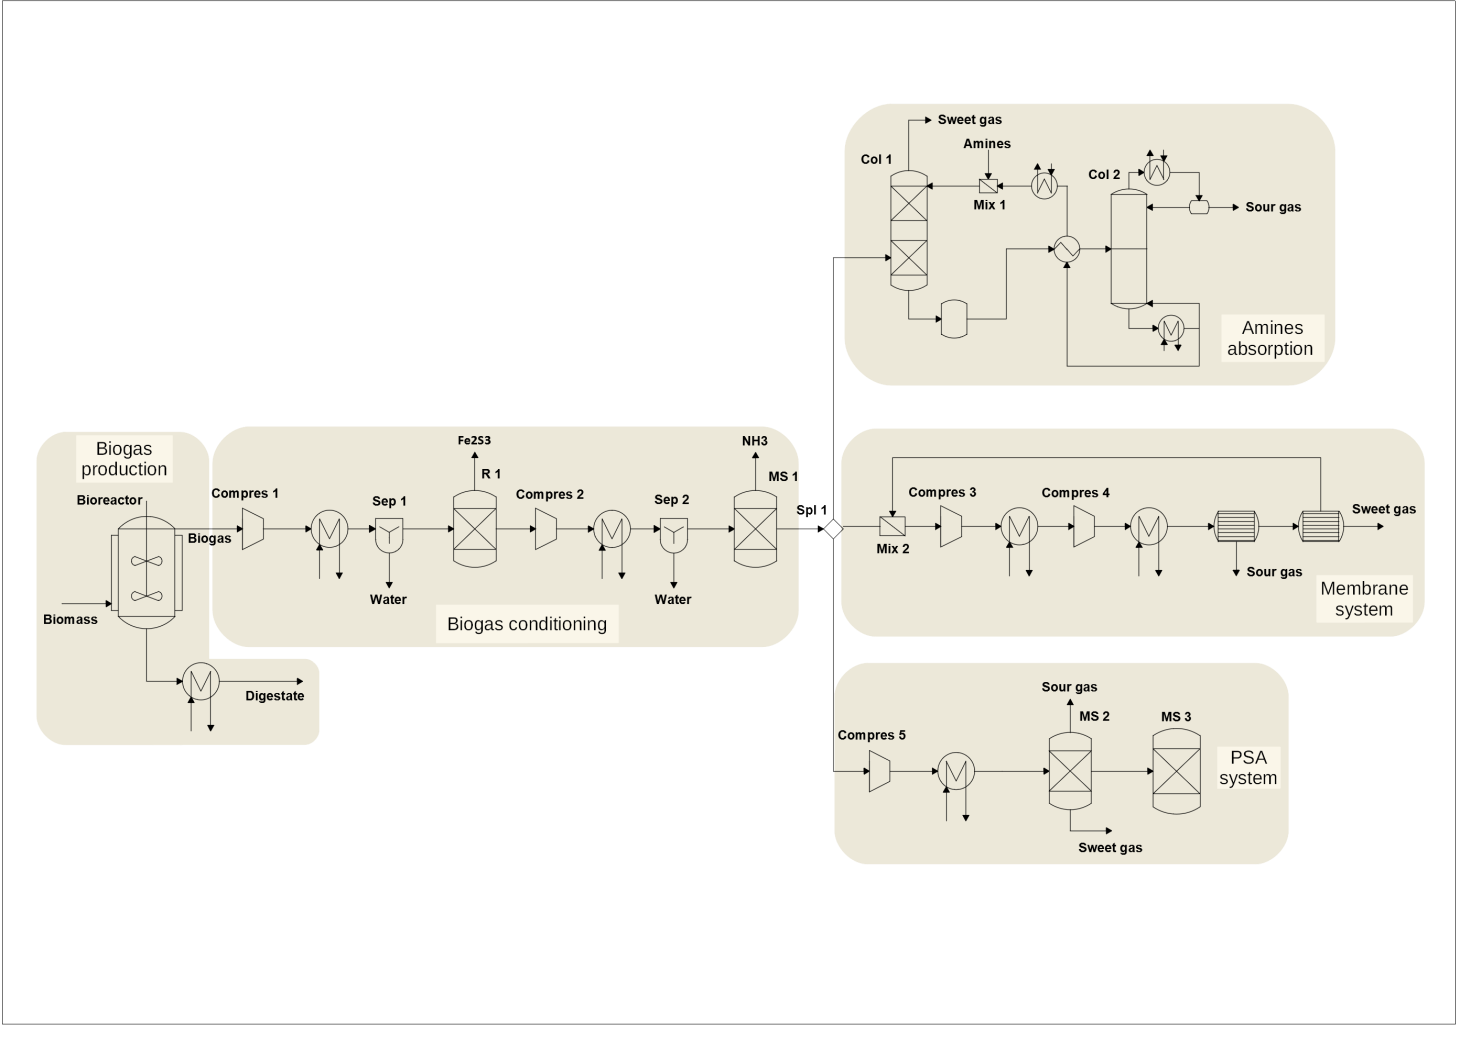 Sweet gas
Amines
Col 1
Col 2
Mix 1
Sour gas
Amines
absorption
Biogas
production
Bioreactor
Biogas
Biomass
Digestate
Compres 1
Sep 1
Water
Fe2S3
R 1
Compres 2
Sep 2
Water
NH3
MS 1
Biogas conditioning
Spl 1
Mix 2
Compres 3
Compres 4
Sweet gas
Sour gas
Membrane
system
Compres 5
Sour gas
MS 2
MS 3
Sweet gas
PSA
system